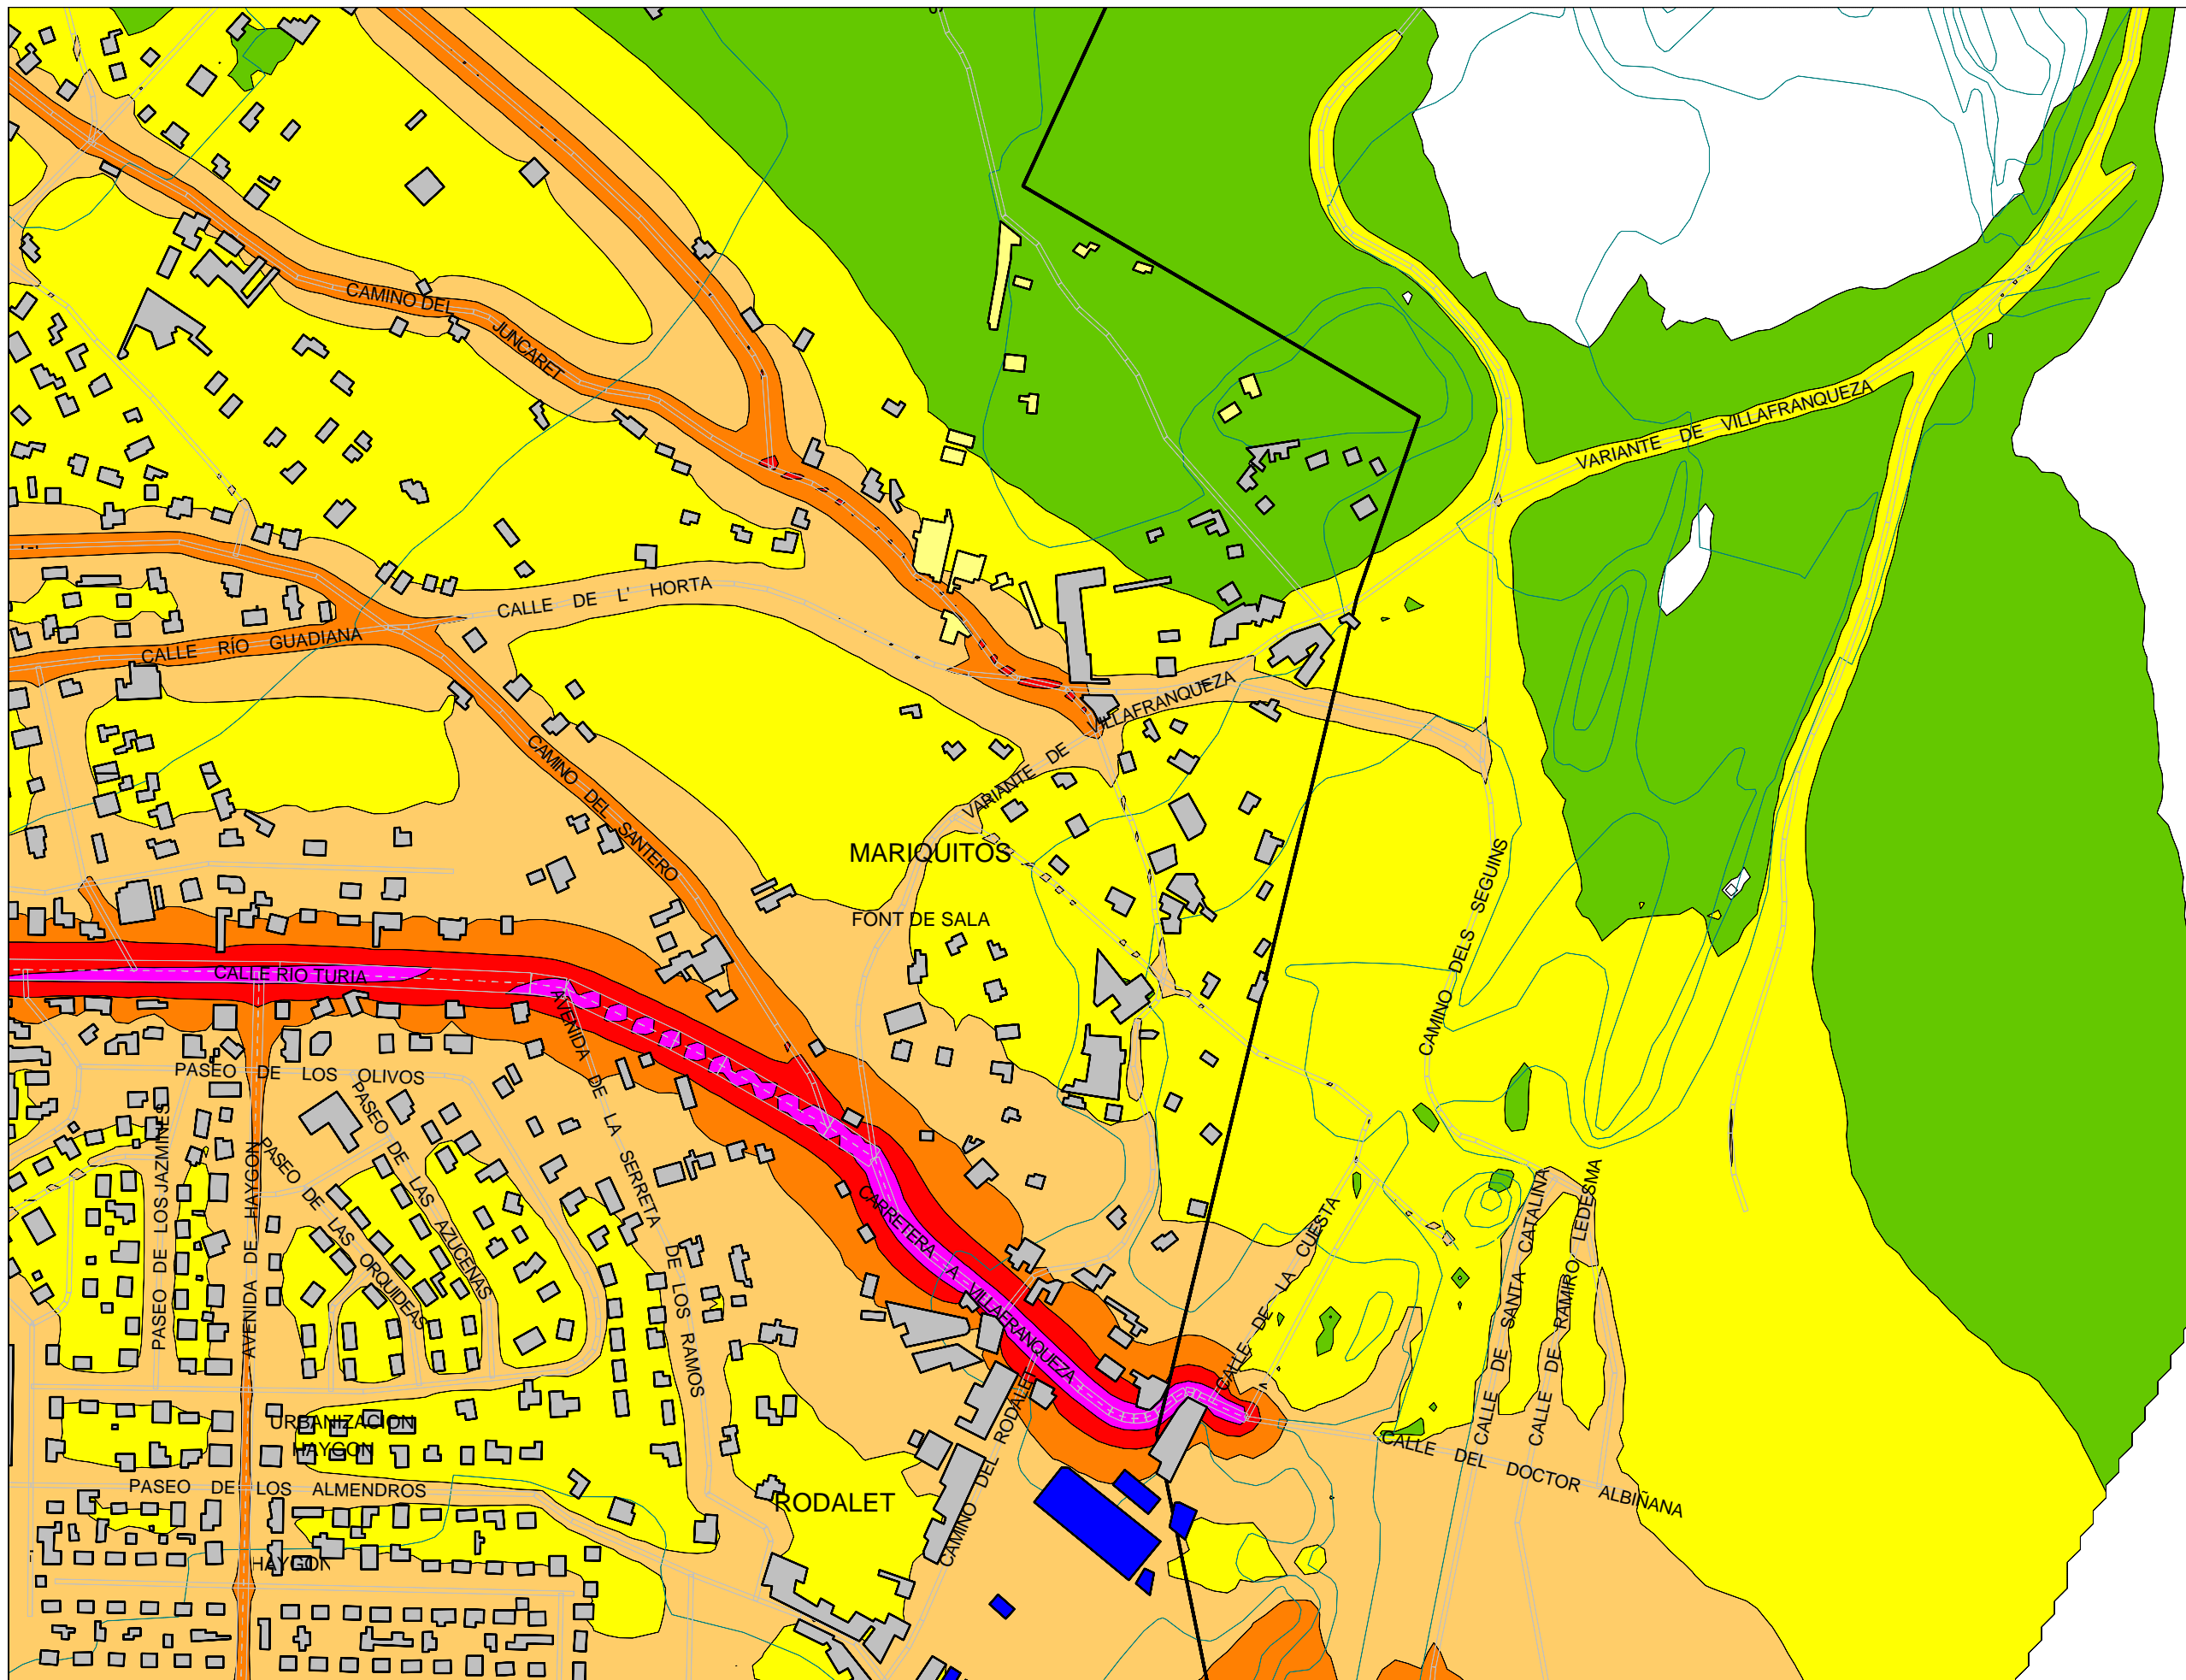 CAMINO DEL
JUNCARET
VARIANTE DE VILLAFRANQUEZA
CALLE DE L' HORTA
CALLE RÍO GUADIANA
VARIANTE DE VILLAFRANQUEZA
CAMINO DEL SANTERO
MARIQUITOS
FONT DE SALA
CAMINO DELS SEGUINS
CALLE RIO TURIA
AVENIDA DE LA SERRETA
DE LOS RAMOS
PASEO DE LOS OLIVOS
PASEO DE LOS JAZMINES
AVENIDA DE HAYGON
PASEO DE LAS AZUCENAS
PASEO DE LAS ORQUIDEAS
CARRETERA A VILLAFRANQUEZA
CALLE DE LA CUESTA
CALLE DE SANTA CATALINA
CALLE DE RAMIRO LEDESMA
URBANIZACION
HAYGON
CALLE DEL DOCTOR ALBIÑANA
PASEO DE LOS ALMENDROS
RODALET
CAMINO DEL RODALET
HAYGON